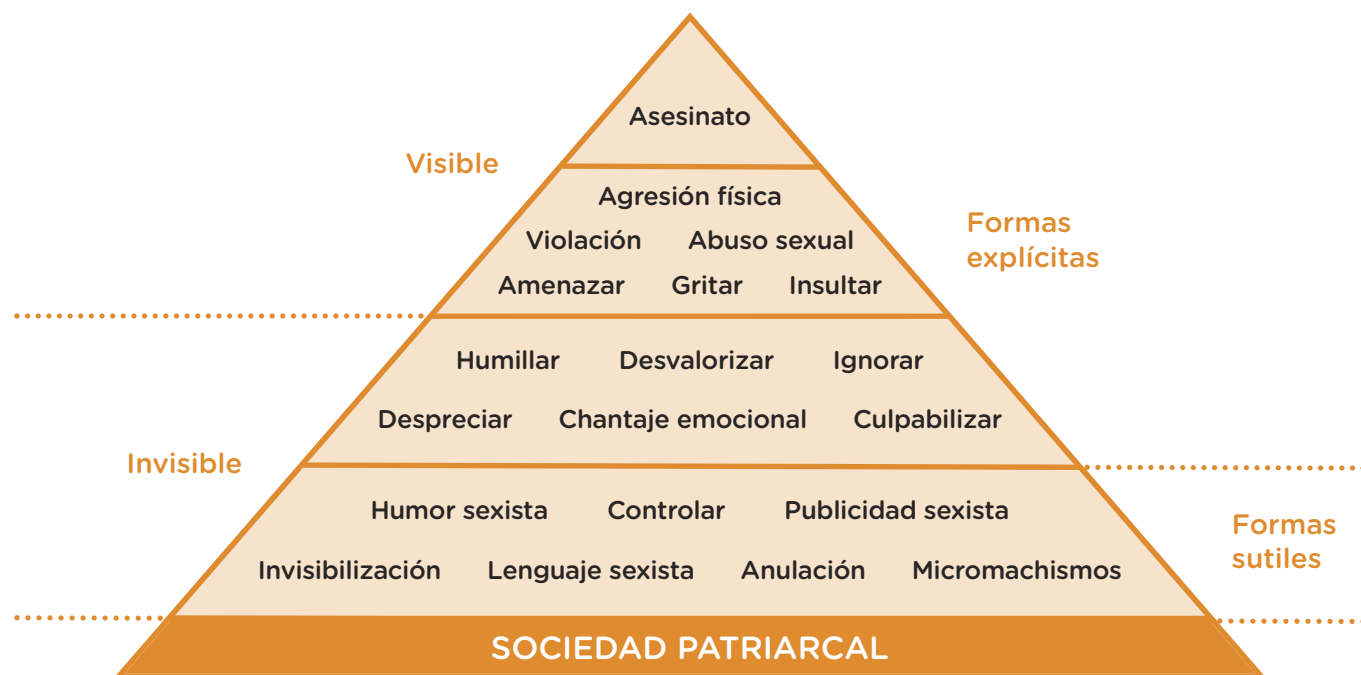 Asesinato
Visible
Agresión física
Formas
explícitas
Violación Abuso sexual
Amenazar Gritar Insultar
Humillar Desvalorizar Ignorar
Despreciar Chantaje emocional Culpabilizar
Invisible
Humor sexista Controlar Publicidad sexista
Formas
sutiles
Invisibilización Lenguaje sexista Anulación Micromachismos
SOCIEDAD PATRIARCAL